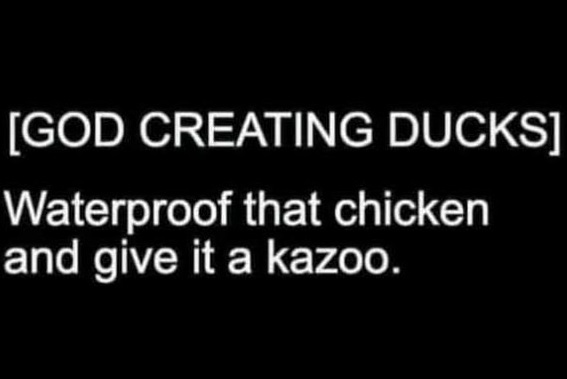 [GOD CREATING DUCKS]
Waterproof that chicken
and give it a kazoo.